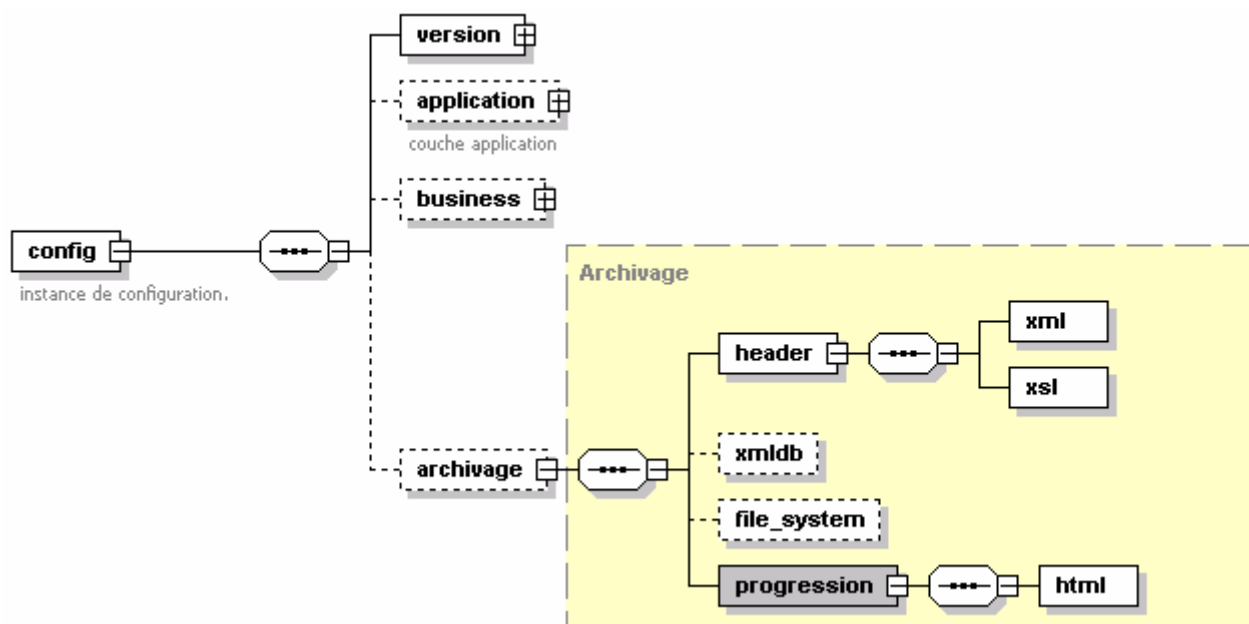 version
application
couche application
business
config
instance de configuration.
Archivage
header
xml
xsl
archivage
xmldb
file_system
progression
html